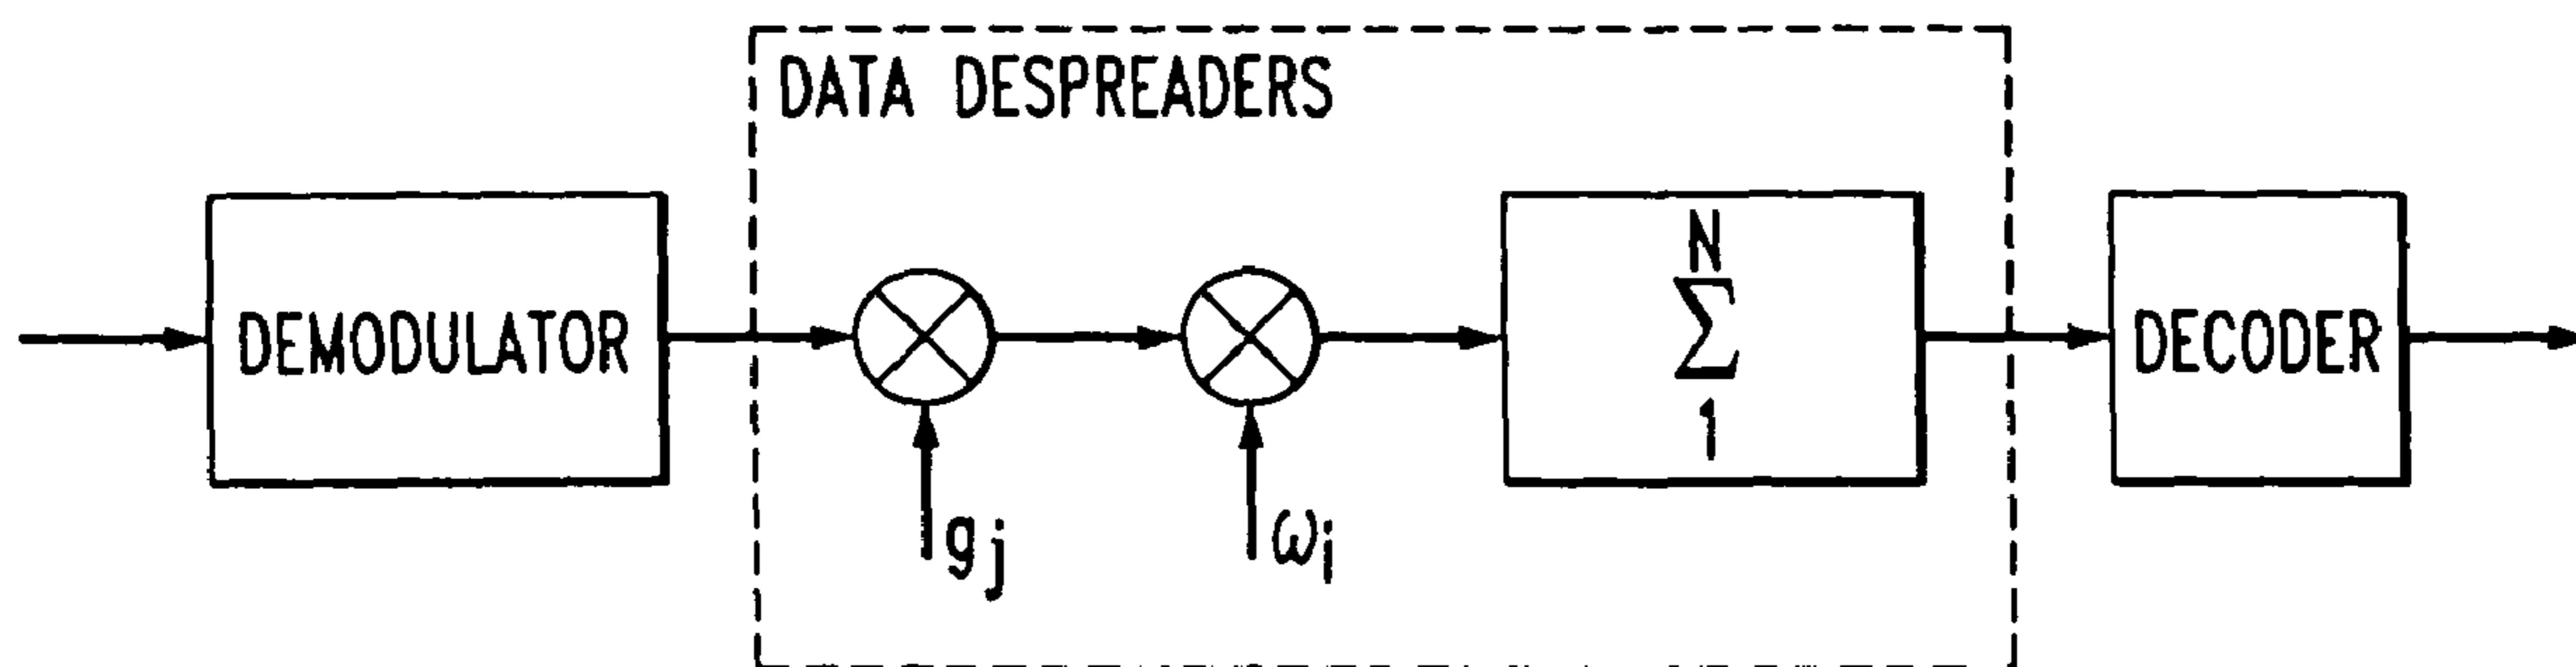 DATA DESPREADERS
DEMODULATOR
N
Σ
1
DECODER
gj
ωi